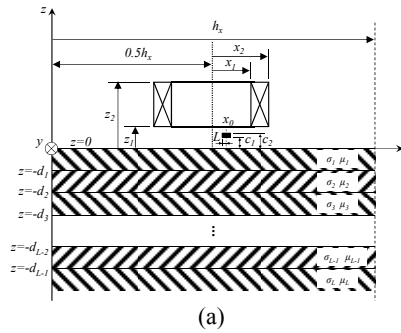 z
h_x
0.5h_x
x_2
x_1
z_2
z_1
x_0
L
c_1
c_2
y
z=0
σ_1 μ_1
z=-d_1
σ_2 μ_2
z=-d_2
σ_3 μ_3
z=-d_3
⋮
z=-d_{L-2}
σ_{L-1} μ_{L-1}
z=-d_{L-1}
σ_L μ_L
(a)